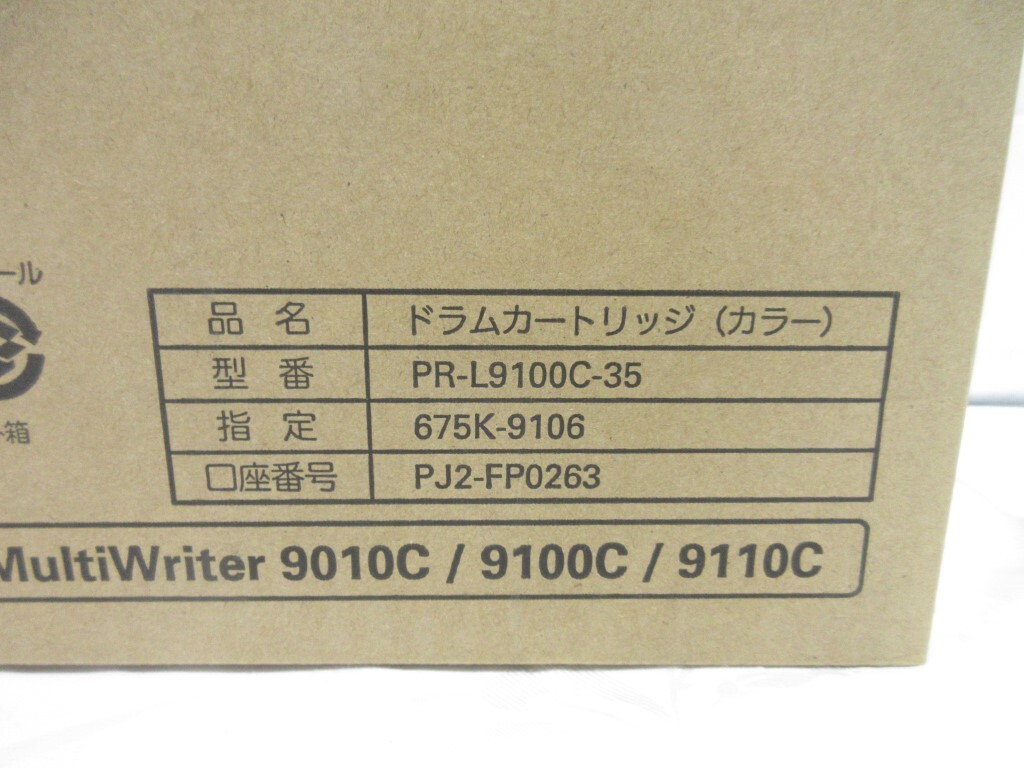 ール
品名 ドラムカートリッジ（カラー）
型番 PR-L9100C-35
指定 675K-9106
外箱
口座番号 PJ2-FP0263
MultiWriter 9010C / 9100C / 9110C